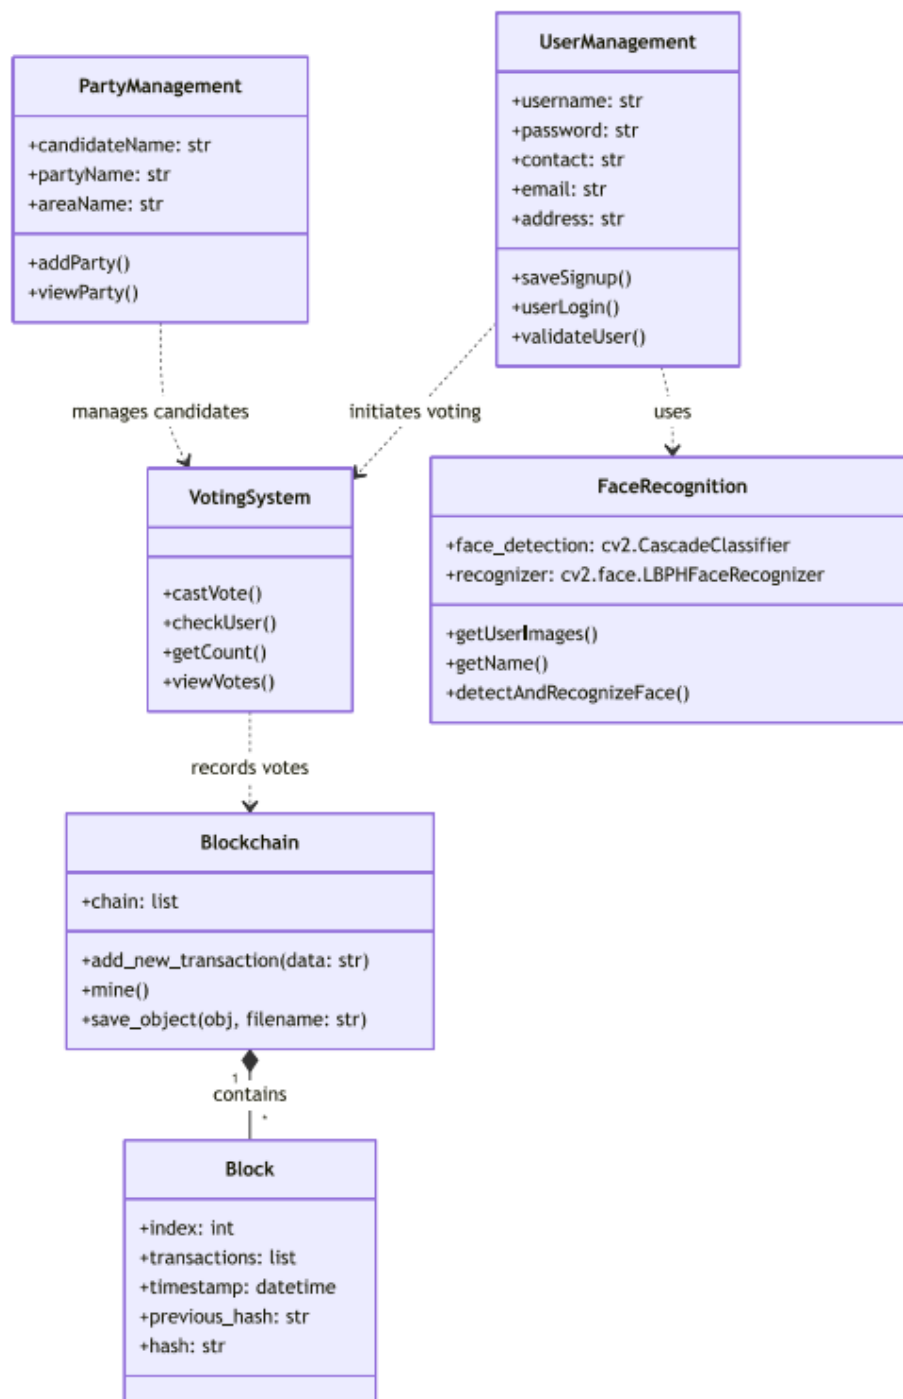 PartyManagement
+candidateName: str
+partyName: str
+areaName: str
+addParty()
+viewParty()
UserManagement
+username: str
+password: str
+contact: str
+email: str
+address: str
+saveSignup()
+userLogin()
+validateUser()
manages candidates
initiates voting
uses
VotingSystem
+castVote()
+checkUser()
+getCount()
+viewVotes()
FaceRecognition
+face_detection: cv2.CascadeClassifier
+recognizer: cv2.face.LBPHFaceRecognizer
+getUserImages()
+getName()
+detectAndRecognizeFace()
records votes
Blockchain
+chain: list
+add_new_transaction(data: str)
+mine()
+save_object(obj, filename: str)
1
contains
*
Block
+index: int
+transactions: list
+timestamp: datetime
+previous_hash: str
+hash: str